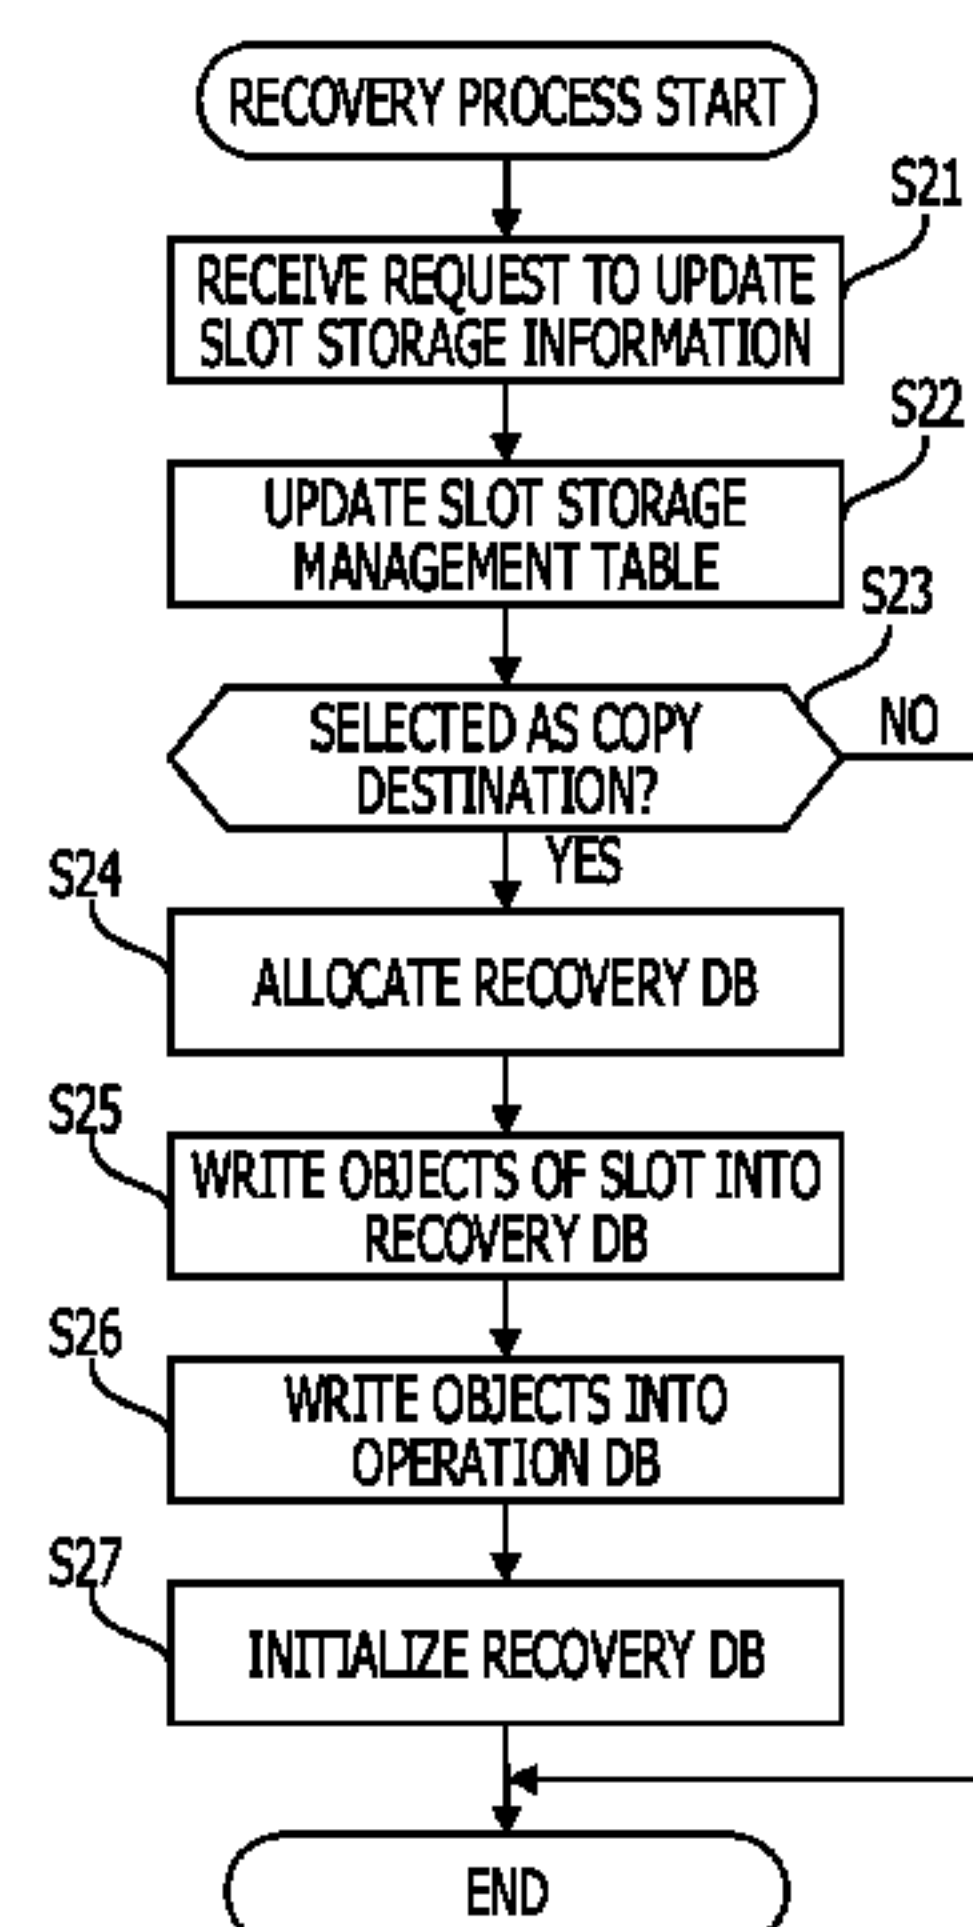 RECOVERY PROCESS START
S21
RECEIVE REQUEST TO UPDATE
SLOT STORAGE INFORMATION
S22
UPDATE SLOT STORAGE
MANAGEMENT TABLE
S23
SELECTED AS COPY
DESTINATION?
NO
YES
S24
ALLOCATE RECOVERY DB
S25
WRITE OBJECTS OF SLOT INTO
RECOVERY DB
S26
WRITE OBJECTS INTO
OPERATION DB
S27
INITIALIZE RECOVERY DB
END